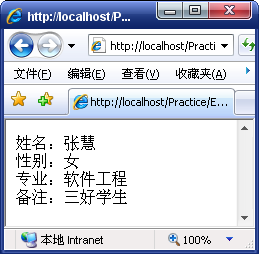 http://localhost/P...
http://localhost/Practi
文件(F) 编辑(E) 查看(V) 收藏夹(A)
http://localhost/Practice/E...
姓名：张慧
性别：女
专业：软件工程
备注：三好学生
本地 Intranet 100%